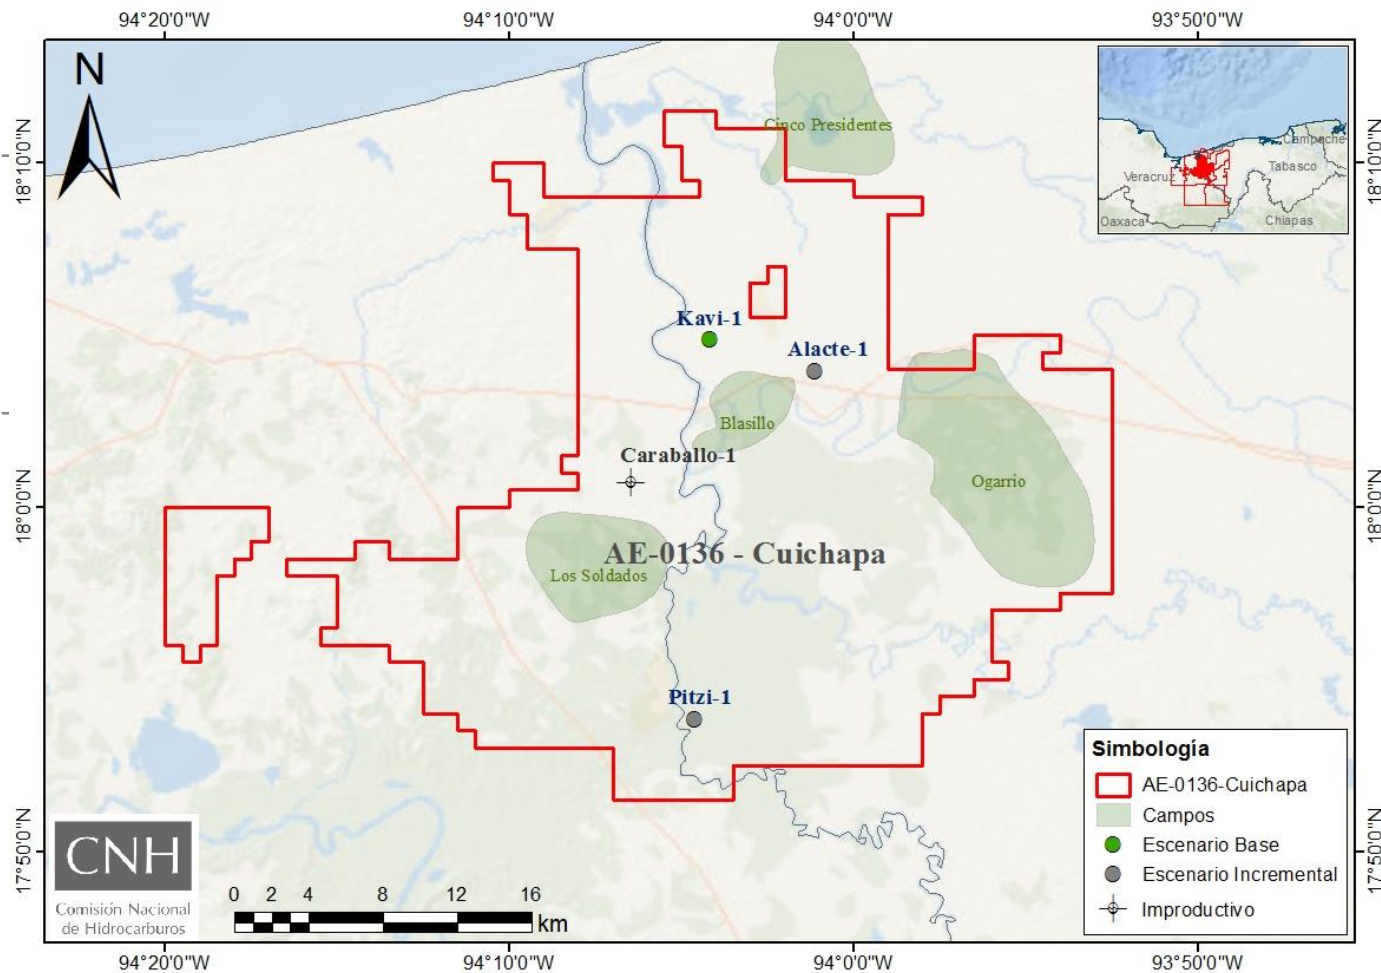 94°20'0"W
94°10'0"W
94°0'0"W
93°50'0"W
18°10'0"N
18°0'0"N
17°50'0"N
18°10'0"N
18°0'0"N
17°50'0"N
N
Cinco Presidentes
Campeche
Tabasco
Veracruz
Oaxaca
Chiapas
Kavi-1
Alacte-1
Blasillo
Caraballo-1
Ogarrio
AE-0136 - Cuichapa
Los Soldados
Pitzi-1
Simbología
AE-0136-Cuichapa
Campos
Escenario Base
Escenario Incremental
Improductivo
CNH
Comisión Nacional
de Hidrocarburos
0 2 4 8 12 16
km
94°20'0"W
94°10'0"W
94°0'0"W
93°50'0"W